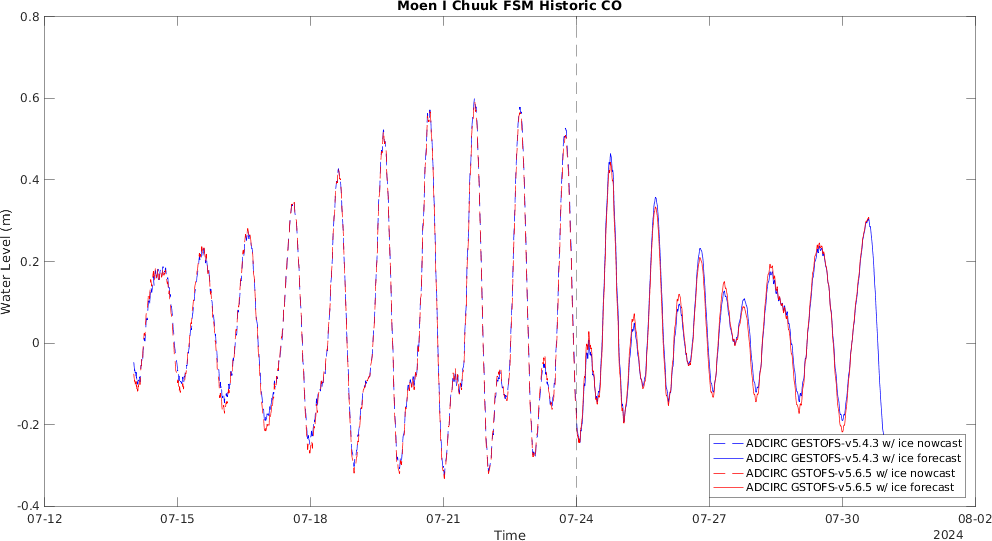 Moen I Chuuk FSM Historic CO
0.8
0.6
0.4
0.2
0
-0.2
-0.4
Water Level (m)
ADCIRC GESTOFS-v5.4.3 w/ ice nowcast
ADCIRC GESTOFS-v5.4.3 w/ ice forecast
ADCIRC GSTOFS-v5.6.5 w/ ice nowcast
ADCIRC GSTOFS-v5.6.5 w/ ice forecast
07-12 07-15 07-18 07-21 07-24 07-27 07-30 08-02
Time
2024